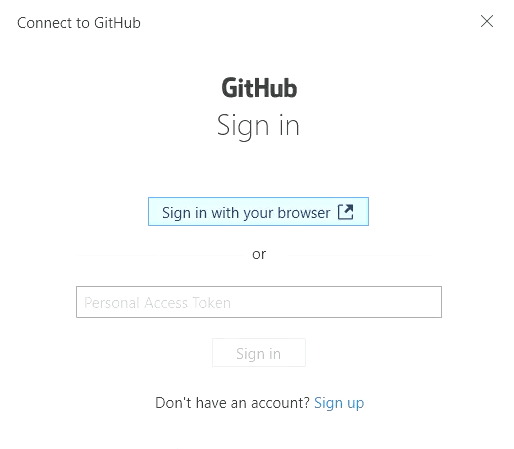 Connect to GitHub
GitHub
Sign in
Sign in with your browser
or
Personal Access Token
Sign in
Don't have an account? Sign up